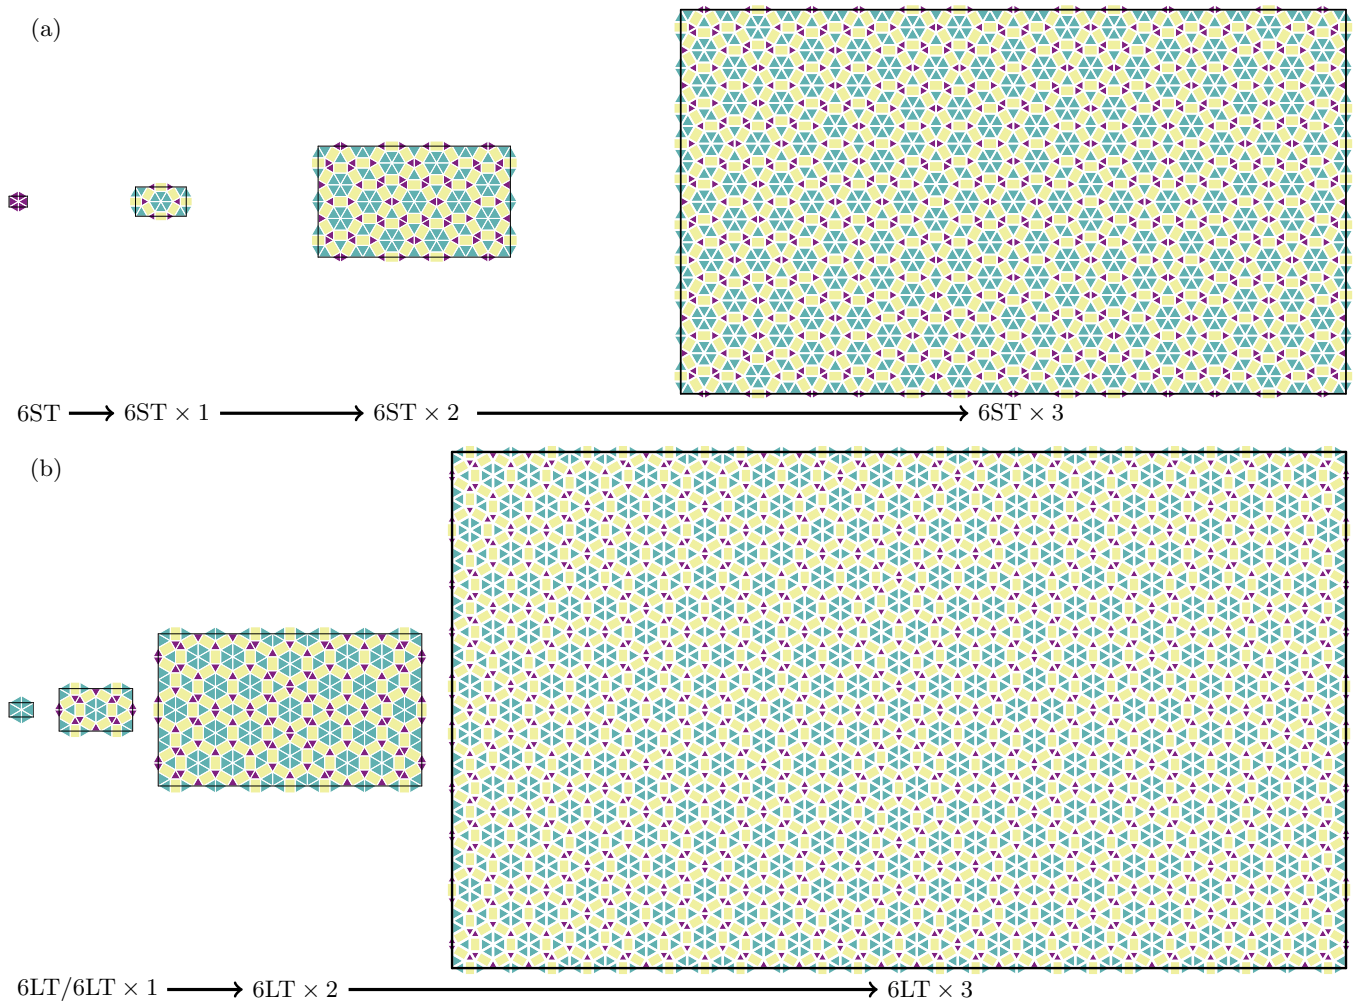 (a)
6ST 6ST × 1 6ST × 2 6ST × 3
(b)
6LT/6LT × 1 6LT × 2 6LT × 3